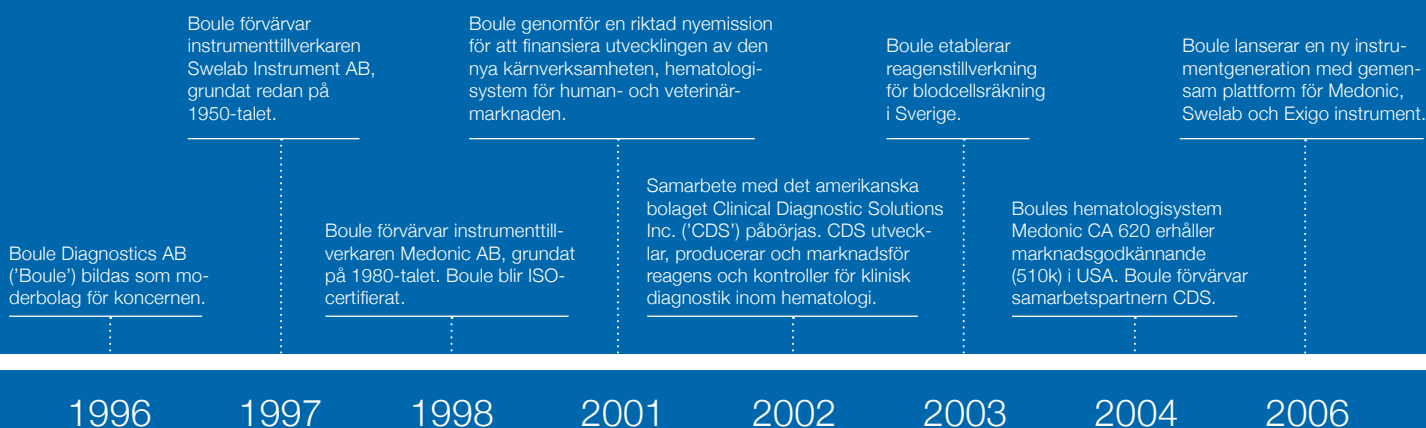 Boule förvärvar
instrumenttillverkaren
Swelab Instrument AB,
grundat redan på
1950-talet.
Boule genomför en riktad nyemission
för att finansiera utvecklingen av den
nya kärnverksamheten, hematologi-
system för human- och veterinär-
marknaden.
Boule etablerar
reagenstillverkning
för blodcellsräkning
i Sverige.
Boule lanserar en ny instru-
mentgeneration med gemen-
sam plattform för Medonic,
Swelab och Exigo instrument.
Boule Diagnostics AB
('Boule') bildas som mo-
derbolag för koncernen.
Boule förvärvar instrumenttill-
verkaren Medonic AB, grundat
på 1980-talet. Boule blir ISO-
certifierat.
Samarbete med det amerikanska
bolaget Clinical Diagnostic Solutions
Inc. ('CDS') påbörjas. CDS utveck-
lar, producerar och marknadsför
reagens och kontroller för klinisk
diagnostik inom hematologi.
Boules hematologisystem
Medonic CA 620 erhåller
marknadsgodkännande
(510k) i USA. Boule förvärvar
samarbetspartnern CDS.
1996 1997 1998 2001 2002 2003 2004 2006